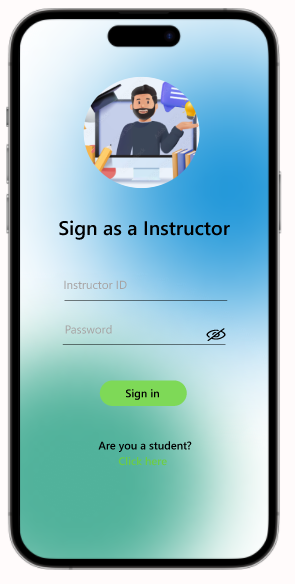 Sign as a Instructor
Instructor ID
Password
Sign in
Are you a student?
Click here